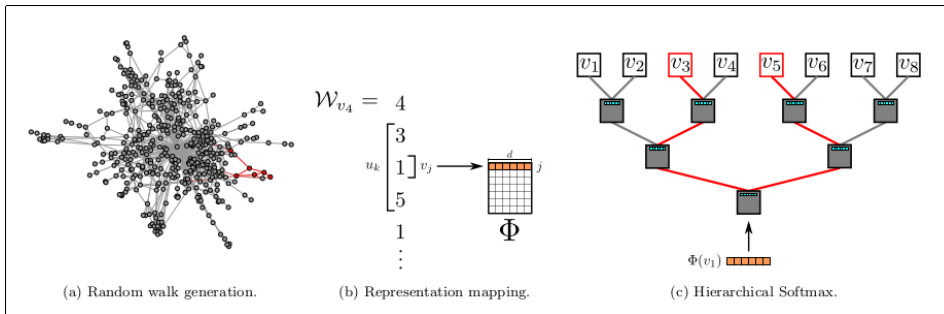 v₁ v₂ v₃ v₄ v₅ v₆ v₇ v₈
𝒲ᵥ₄ = 4
3
uₖ 1 vⱼ
5
1
⋮
d
j
Φ
Φ(v₁)
(a) Random walk generation.
(b) Representation mapping.
(c) Hierarchical Softmax.